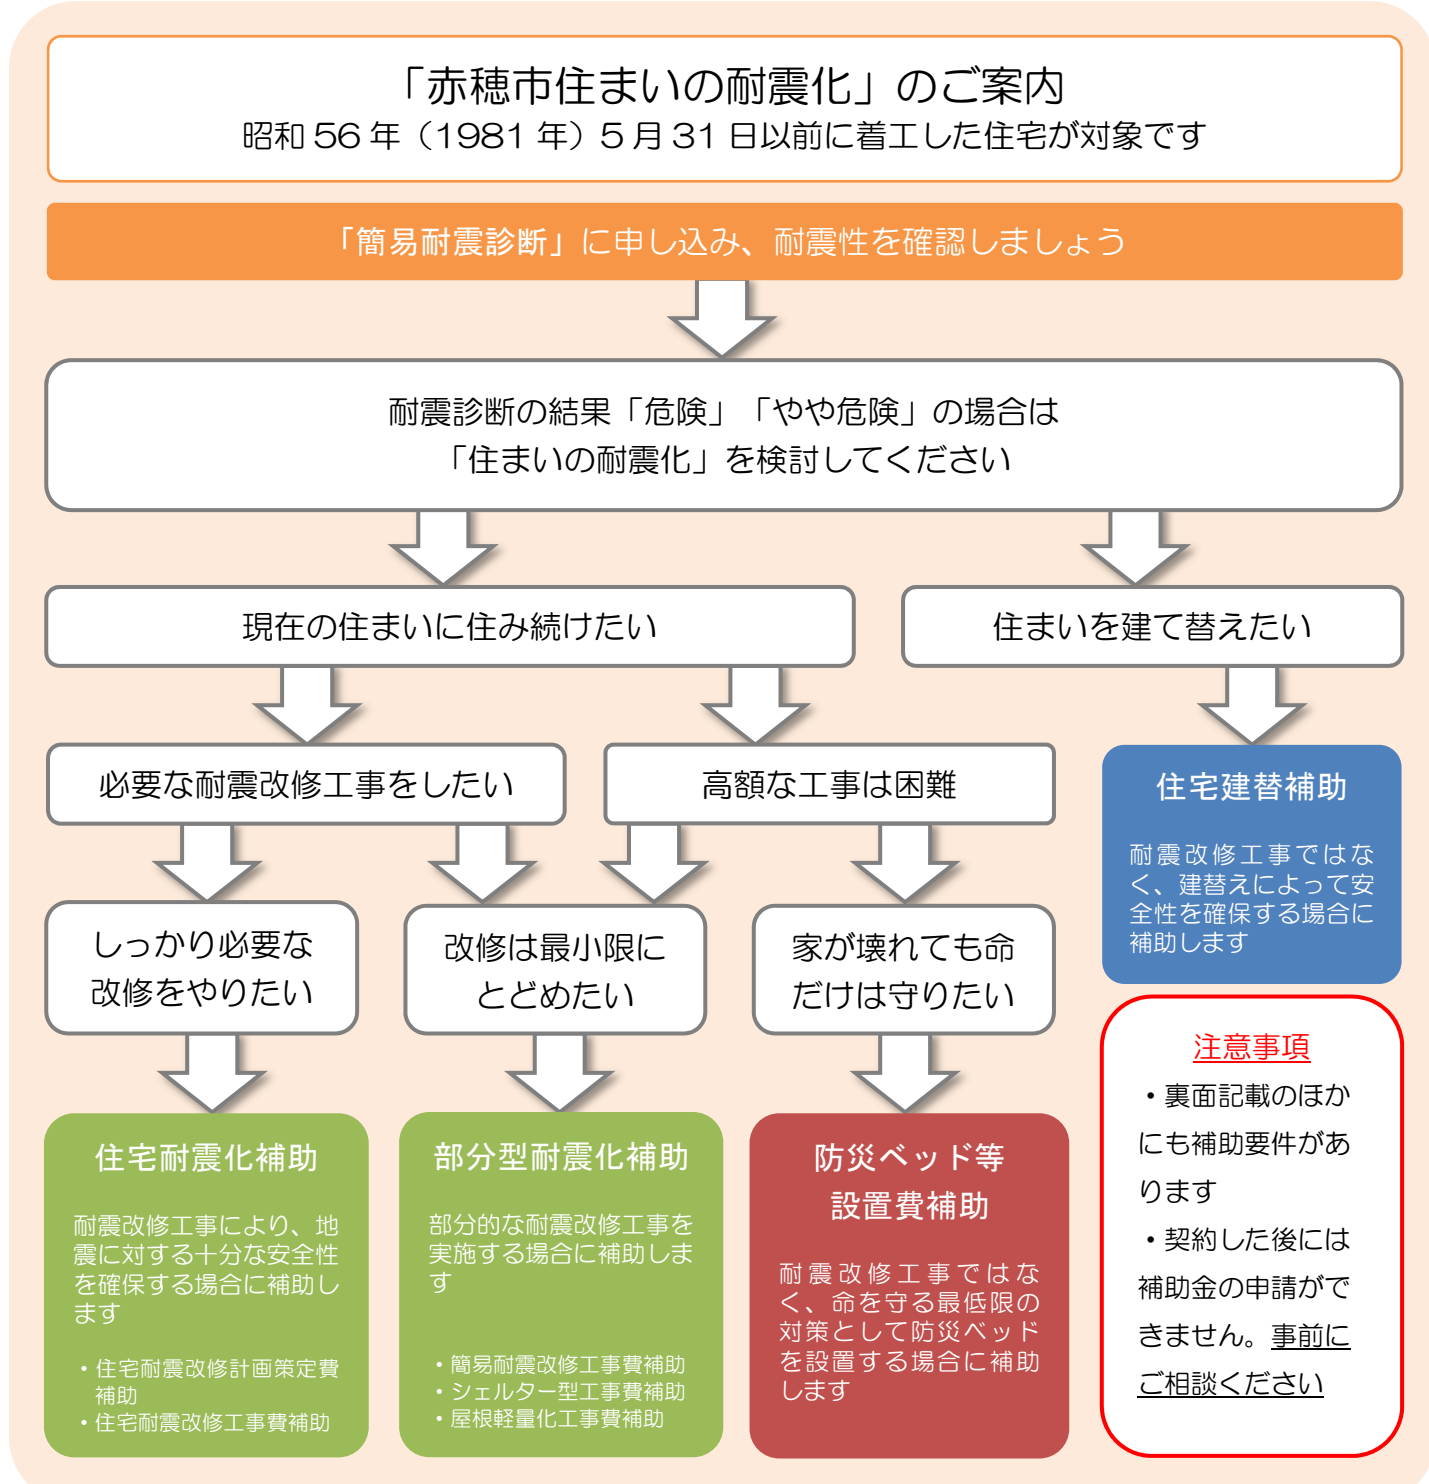 「赤穂市住まいの耐震化」のご案内
昭和 56 年（1981 年）5 月 31 日以前に着工した住宅が対象です
「簡易耐震診断」に申し込み、耐震性を確認しましょう
耐震診断の結果「危険」「やや危険」の場合は
「住まいの耐震化」を検討してください
現在の住まいに住み続けたい
住まいを建て替えたい
必要な耐震改修工事をしたい
高額な工事は困難
しっかり必要な
改修をやりたい
改修は最小限に
とどめたい
家が壊れても命
だけは守りたい
住宅建替補助
耐震改修工事ではな
く、建替えによって安
全性を確保する場合に
補助します
住宅耐震化補助
耐震改修工事により、地
震に対する十分な安全性
を確保する場合に補助し
ます
・住宅耐震改修計画策定費
補助
・住宅耐震改修工事費補助
部分型耐震化補助
部分的な耐震改修工事を
実施する場合に補助しま
す
・簡易耐震改修工事費補助
・シェルター型工事費補助
・屋根軽量化工事費補助
防災ベッド等
設置費補助
耐震改修工事ではな
く、命を守る最低限の
対策として防災ベッド
を設置する場合に補助
します
注意事項
・裏面記載のほか
にも補助要件があ
ります
・契約した後には
補助金の申請がで
きません。事前に
ご相談ください